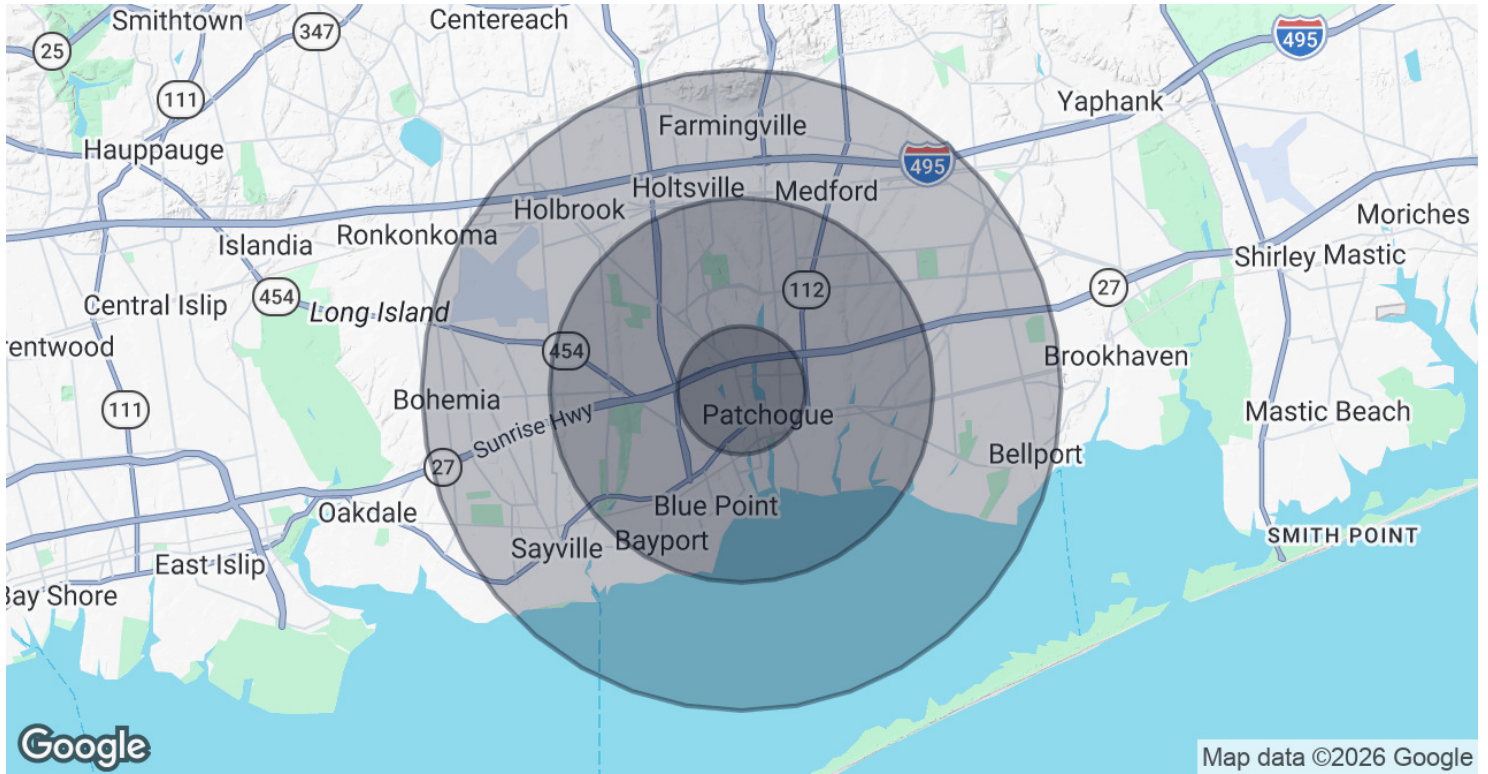 Smithtown
Centereach
347
25
495
111
Yaphank
Farmingville
Hauppauge
495
Holtsville
Medford
Holbrook
Moriches
Ronkonkoma
Islandia
Shirley
Mastic
454
27
112
Central Islip
Long Island
rentwood
454
Brookhaven
Bohemia
111
Sunrise Hwy
Patchogue
Mastic Beach
27
Bellport
Oakdale
Blue Point
Sayville
Bayport
SMITH POINT
East Islip
Bay Shore
Google
Map data ©2026 Google